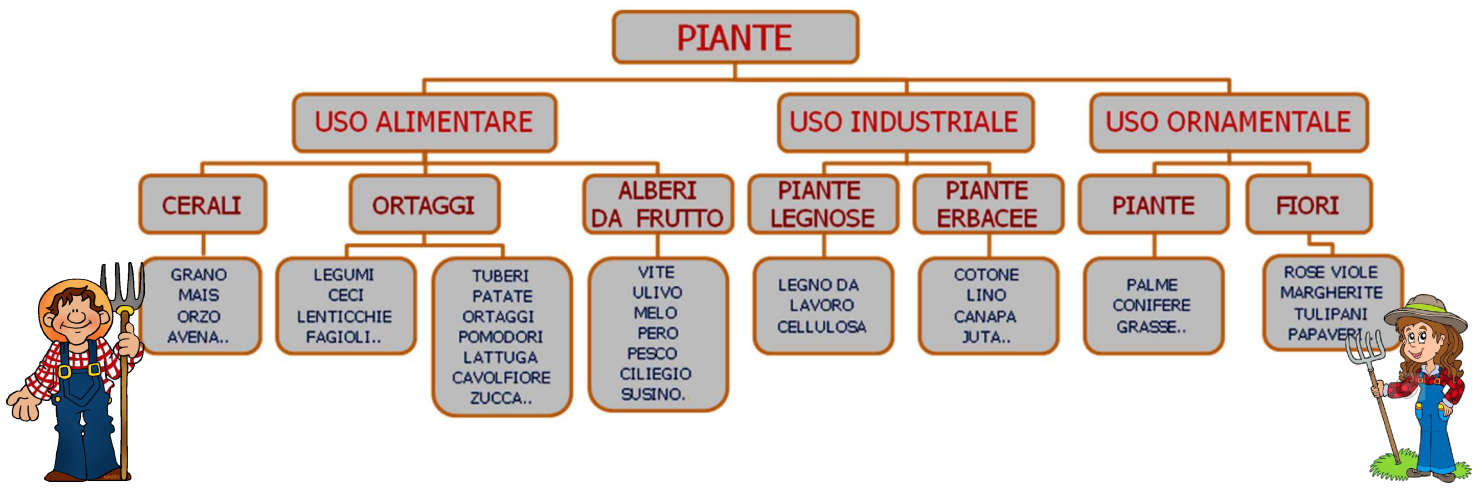 PIANTE
USO ALIMENTARE
USO INDUSTRIALE
USO ORNAMENTALE
CERALI
ORTAGGI
ALBERI
DA FRUTTO
PIANTE
LEGNOSE
PIANTE
ERBACEE
PIANTE
FIORI
GRANO
MAIS
ORZO
AVENA..
LEGUMI
CECI
LENTICCHIE
FAGIOLI..
TUBERI
PATATE
ORTAGGI
POMODORI
LATTUGA
CAVOLFIORE
ZUCCA..
VITE
ULIVO
MELO
PERO
PESCO
CILIEGIO
SUSINO.
LEGNO DA
LAVORO
CELLULOSA
COTONE
LINO
CANAPA
JUTA..
PALME
CONIFERE
GRASSE..
ROSE VIOLE
MARGHERITE
TULIPANI
PAPAVERI